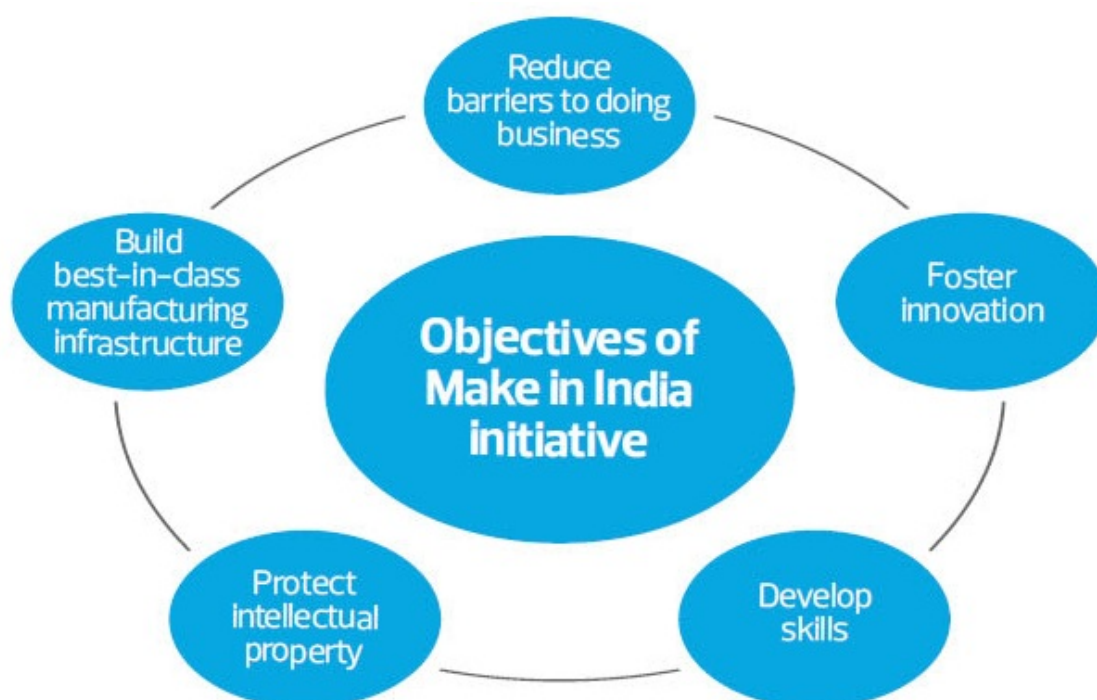 Reduce
barriers to doing
business
Build
best-in-class
manufacturing
infrastructure
Foster
innovation
Objectives of
Make in India
initiative
Protect
intellectual
property
Develop
skills